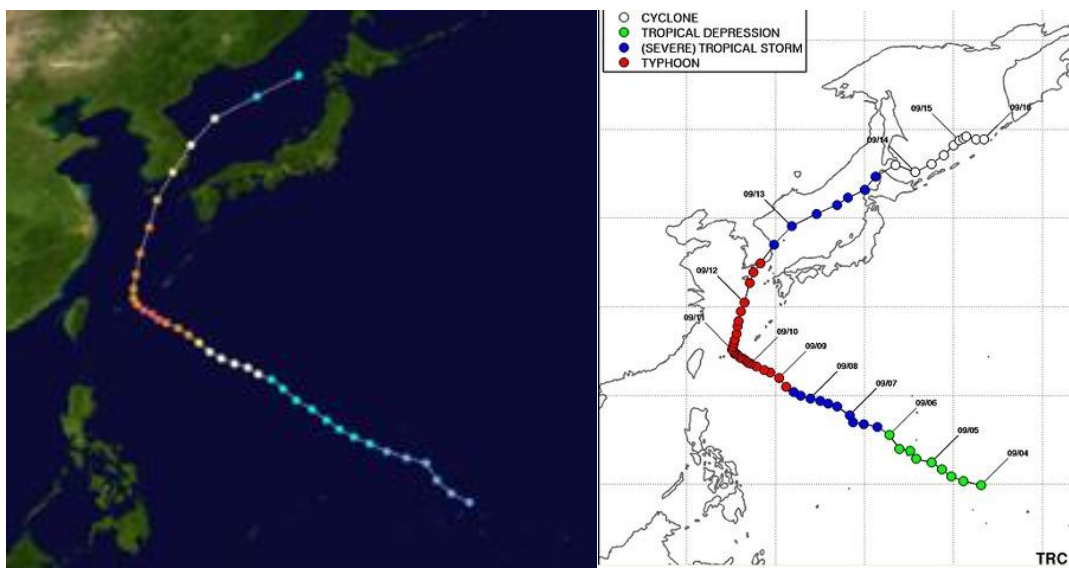 CYCLONE
TROPICAL DEPRESSION
(SEVERE) TROPICAL STORM
TYPHOON
09/15
09/16
09/14
09/13
09/12
09/11
09/10
09/09
09/08
09/07
09/06
09/05
09/04
TRC